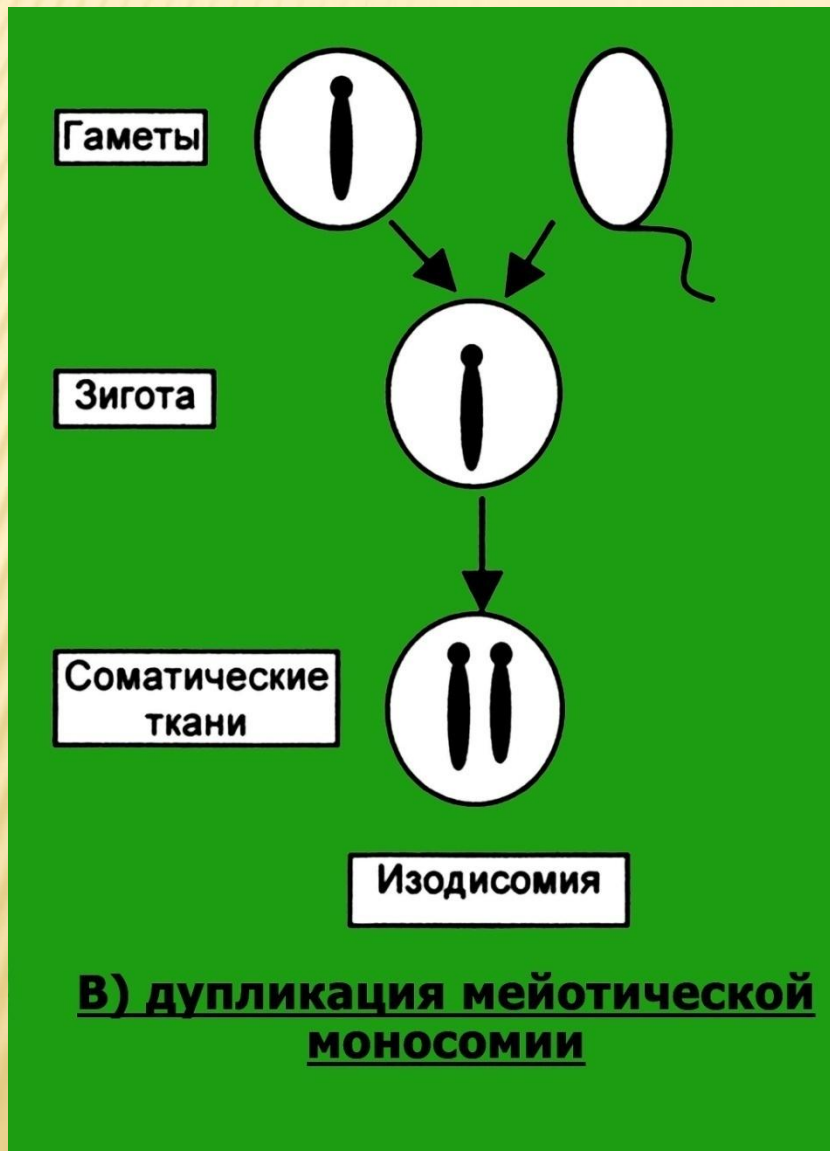 Гаметы
Зигота
Соматические
ткани
Изодисомия
В) дупликация мейотической
моносомии